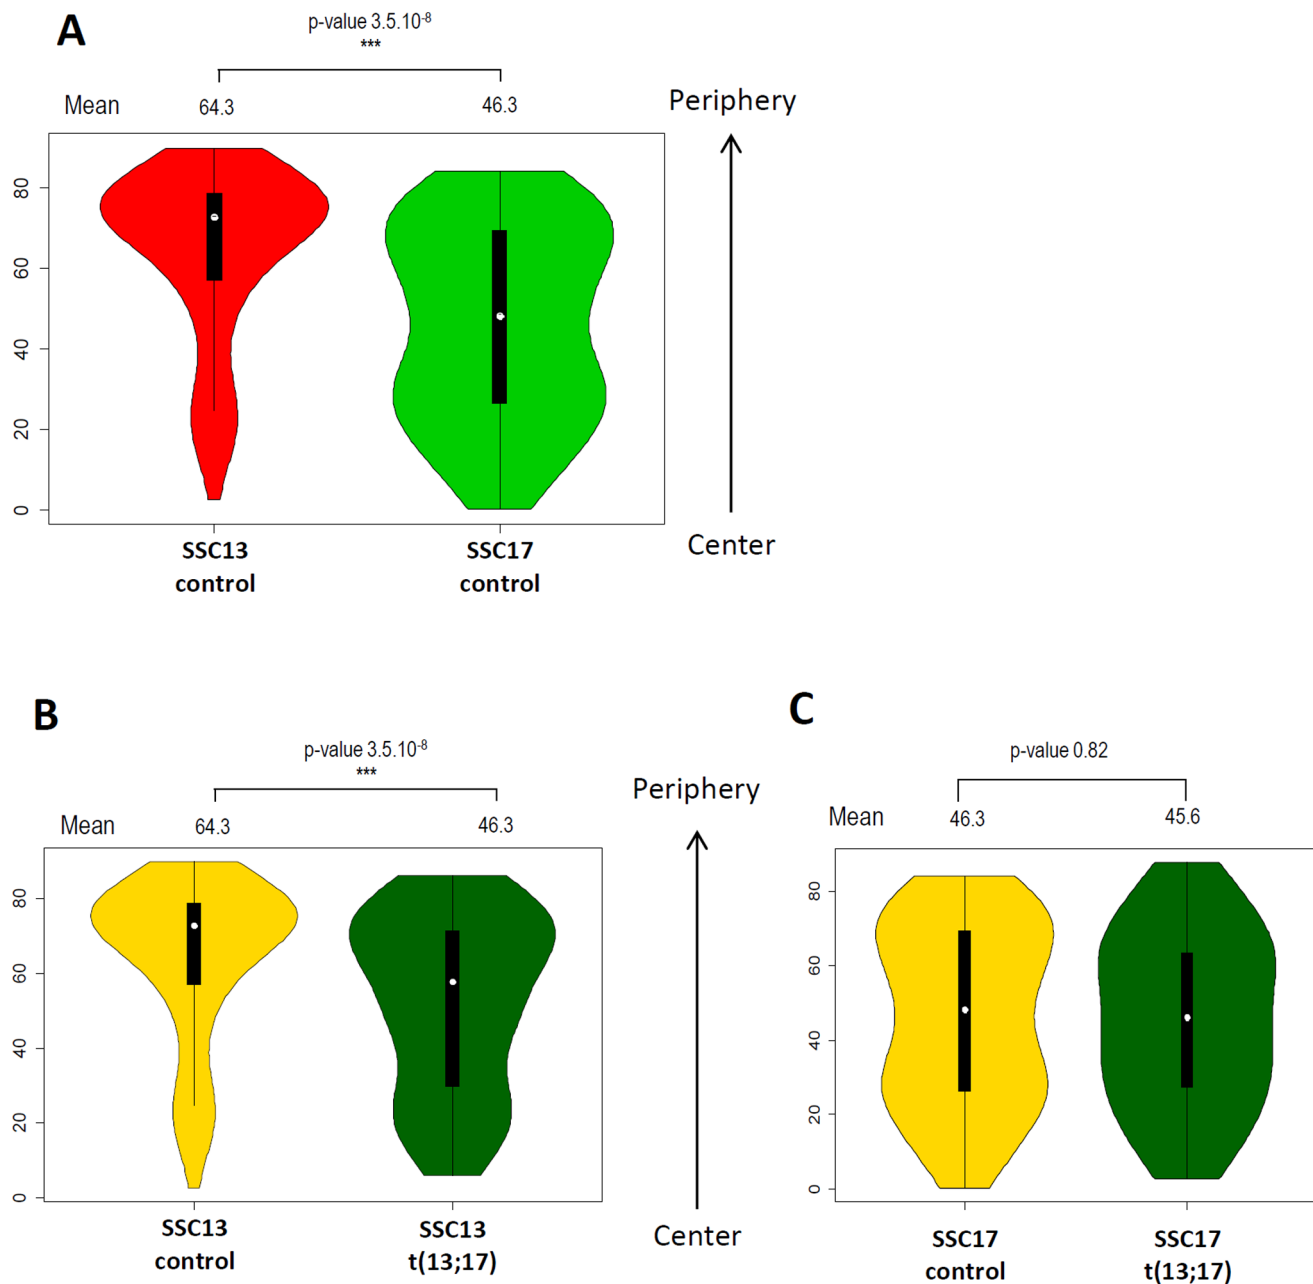 A
p-value 3.5.10-8
***
Mean 64.3 46.3
Periphery
80
60
40
20
0
Center
SSC13 SSC17
control control
B
p-value 3.5.10-8
***
Mean 64.3 46.3
Periphery
80
60
40
20
0
Center
SSC13 SSC13
control t(13;17)
C
p-value 0.82
Mean 46.3 45.6
80
60
40
20
0
SSC17 SSC17
control t(13;17)